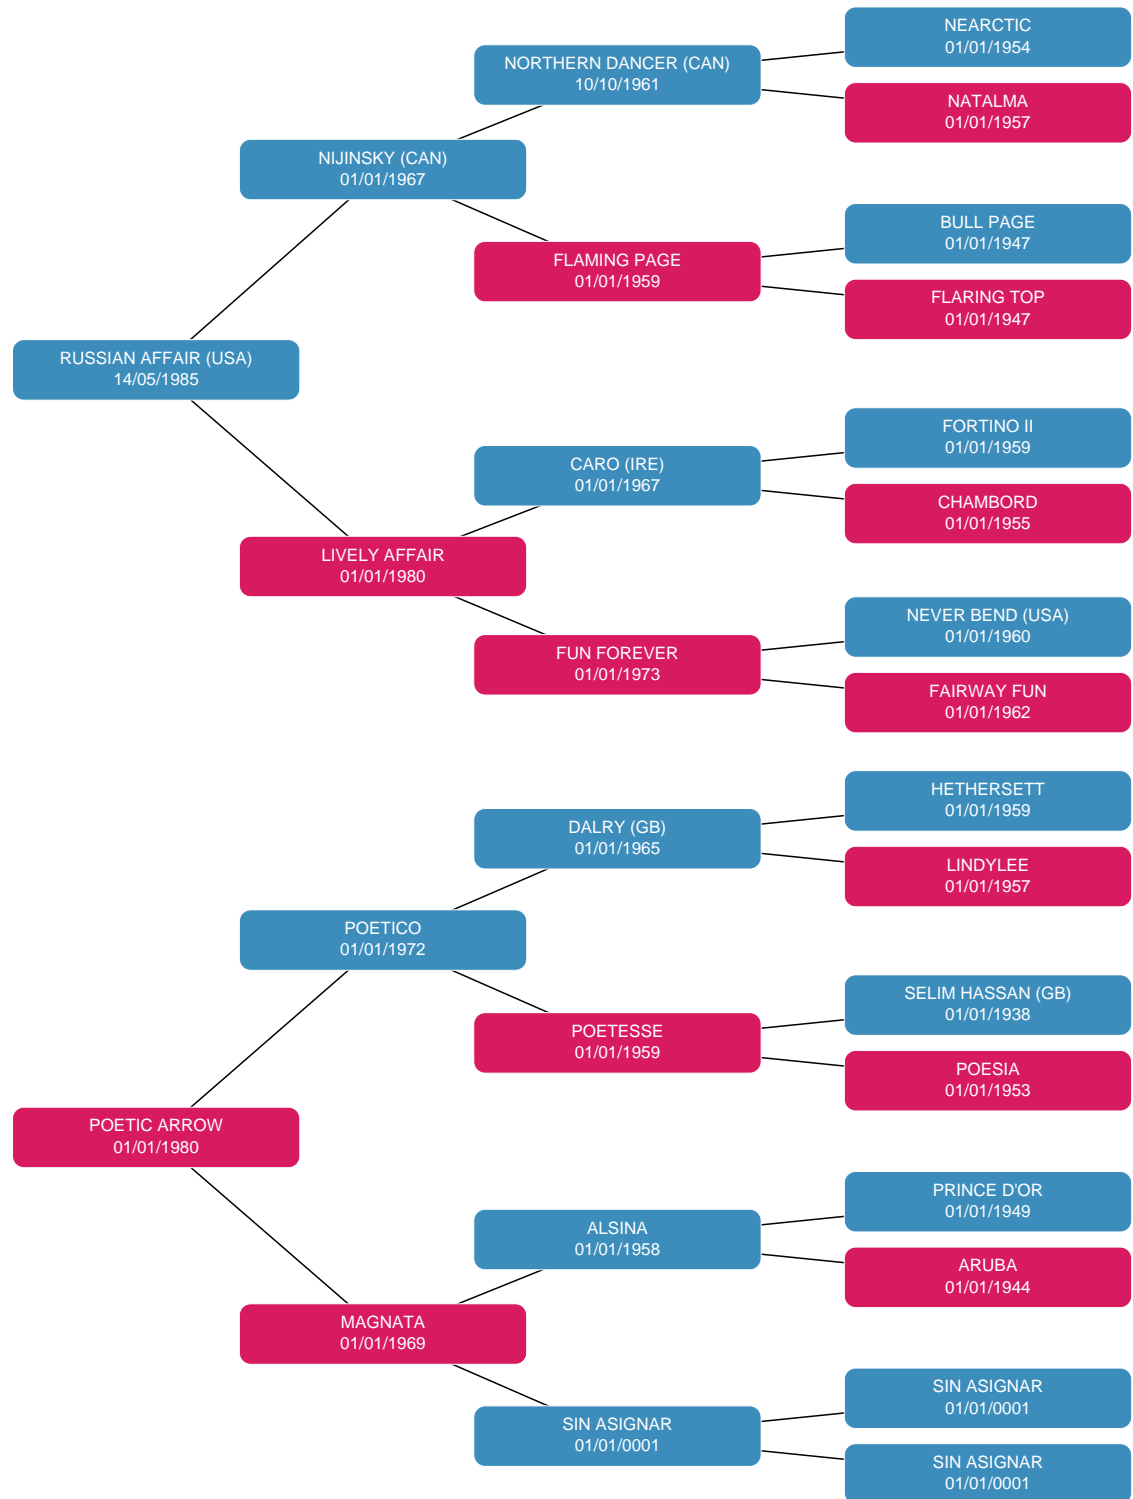 NEARCTIC
01/01/1954
NORTHERN DANCER (CAN)
10/10/1961
NATALMA
01/01/1957
NIJINSKY (CAN)
01/01/1967
BULL PAGE
01/01/1947
FLAMING PAGE
01/01/1959
FLARING TOP
01/01/1947
RUSSIAN AFFAIR (USA)
14/05/1985
FORTINO II
01/01/1959
CARO (IRE)
01/01/1967
CHAMBORD
01/01/1955
LIVELY AFFAIR
01/01/1980
NEVER BEND (USA)
01/01/1960
FUN FOREVER
01/01/1973
FAIRWAY FUN
01/01/1962
HETHERSETT
01/01/1959
DALRY (GB)
01/01/1965
LINDYLEE
01/01/1957
POETICO
01/01/1972
SELIM HASSAN (GB)
01/01/1938
POETESSE
01/01/1959
POESIA
01/01/1953
POETIC ARROW
01/01/1980
PRINCE D'OR
01/01/1949
ALSINA
01/01/1958
ARUBA
01/01/1944
MAGNATA
01/01/1969
SIN ASIGNAR
01/01/0001
SIN ASIGNAR
01/01/0001
SIN ASIGNAR
01/01/0001